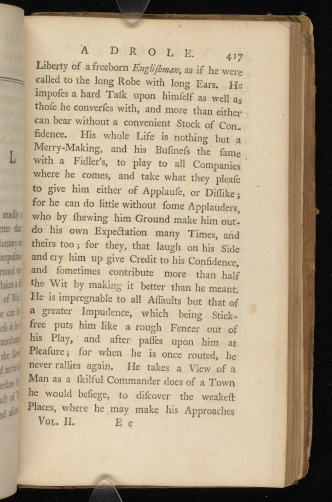 A DROLE. 417
Liberty of a freeborn Engliſhman, as if he were
called to the long Robe with long Ears. He
impoſes a hard Taſk upon himſelf as well as
thoſe he converſes with, and more than either
can bear without a convenient Stock of Con-
fidence. His whole Life is nothing but a
Merry-Making, and his Buſineſs the ſame
with a Fidler's, to play to all Companies
where he comes, and take what they pleaſe
to give him either of Applauſe, or Diſlike;
for he can do little without ſome Applauders,
who by ſhewing him Ground make him out-
do his own Expectation many Times, and
theirs too; for they, that laugh on his Side
and cry him up give Credit to his Confidence,
and ſometimes contribute more than half
the Wit by making it better than he meant.
He is impregnable to all Aſſaults but that of
a greater Impudence, which being Stick-
free puts him like a rough Fencer out of
his Play, and after paſſes upon him at
Pleaſure; for when he is once routed, he
never rallies again. He takes a View of a
Man as a ſkilful Commander does of a Town
he would beſiege, to diſcover the weakeſt
Places, where he may make his Approaches
VOL. II. E e